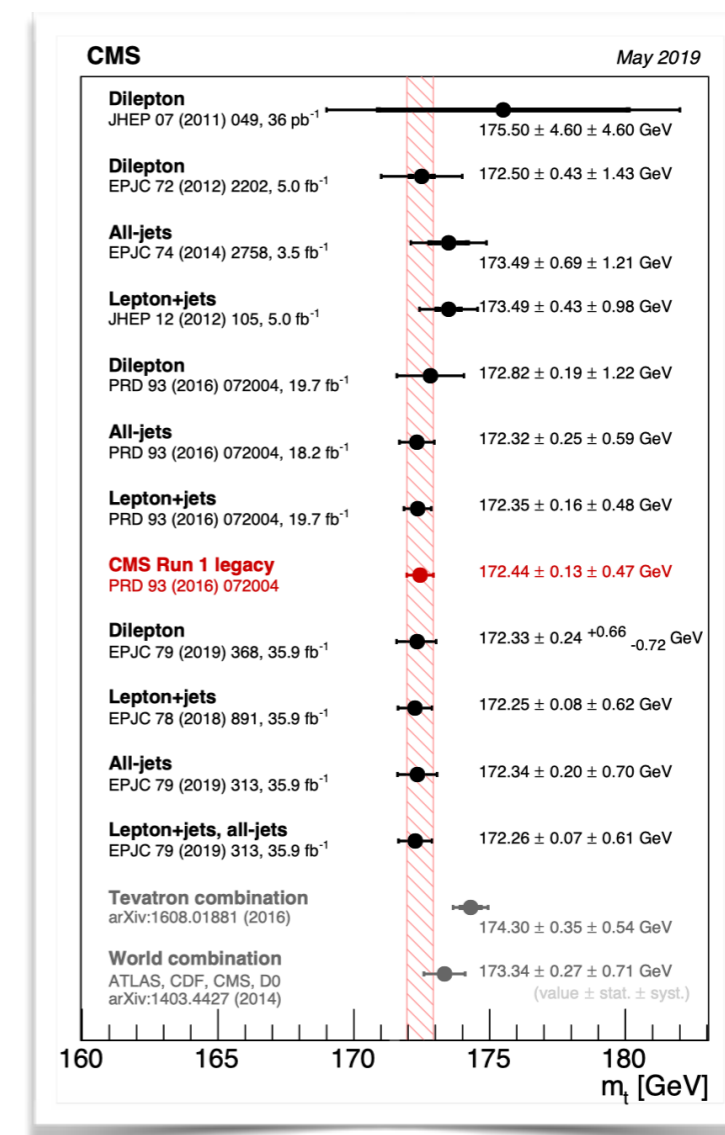 CMS May 2019
Dilepton
JHEP 07 (2011) 049, 36 pb⁻¹
175.50 ± 4.60 ± 4.60 GeV
Dilepton
EPJC 72 (2012) 2202, 5.0 fb⁻¹
172.50 ± 0.43 ± 1.43 GeV
All-jets
EPJC 74 (2014) 2758, 3.5 fb⁻¹
173.49 ± 0.69 ± 1.21 GeV
Lepton+jets
JHEP 12 (2012) 105, 5.0 fb⁻¹
173.49 ± 0.43 ± 0.98 GeV
Dilepton
PRD 93 (2016) 072004, 19.7 fb⁻¹
172.82 ± 0.19 ± 1.22 GeV
All-jets
PRD 93 (2016) 072004, 18.2 fb⁻¹
172.32 ± 0.25 ± 0.59 GeV
Lepton+jets
PRD 93 (2016) 072004, 19.7 fb⁻¹
172.35 ± 0.16 ± 0.48 GeV
CMS Run 1 legacy
PRD 93 (2016) 072004
172.44 ± 0.13 ± 0.47 GeV
Dilepton
EPJC 79 (2019) 368, 35.9 fb⁻¹
172.33 ± 0.24 +0.66 -0.72 GeV
Lepton+jets
EPJC 78 (2018) 891, 35.9 fb⁻¹
172.25 ± 0.08 ± 0.62 GeV
All-jets
EPJC 79 (2019) 313, 35.9 fb⁻¹
172.34 ± 0.20 ± 0.70 GeV
Lepton+jets, all-jets
EPJC 79 (2019) 313, 35.9 fb⁻¹
172.26 ± 0.07 ± 0.61 GeV
Tevatron combination
arXiv:1608.01881 (2016)
174.30 ± 0.35 ± 0.54 GeV
World combination
ATLAS, CDF, CMS, D0
arXiv:1403.4427 (2014)
173.34 ± 0.27 ± 0.71 GeV
(value ± stat. ± syst.)
160 165 170 175 180
mₜ [GeV]